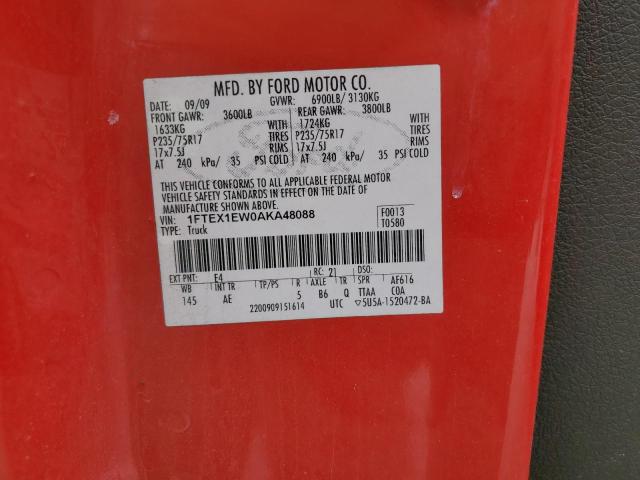 MFD. BY FORD MOTOR CO.
DATE: 09/09 GVWR: 6900LB/ 3130KG
FRONT GAWR: 3600LB REAR GAWR: 3800LB
1633KG WITH 1724KG WITH
P235/75R17 TIRES P235/75R17 TIRES
17x7.5J RIMS 17x7.5J RIMS
AT 240 kPa/ 35 PSI COLD AT 240 kPa/ 35 PSI COLD
THIS VEHICLE CONFORMS TO ALL APPLICABLE FEDERAL MOTOR
VEHICLE SAFETY STANDARDS IN EFFECT ON THE DATE OF
MANUFACTURE SHOWN ABOVE.
VIN: 1FTEX1EW0AKA48088 F0013
TYPE: Truck T0580
EXT PNT: E4 RC: 21 DSO:
WB INT TR TP/PS R AXLE TR SPR AF616
145 AE 5 B6 Q TTAA COA
2200909151614 UTC ▽5U5A-1520472-BA